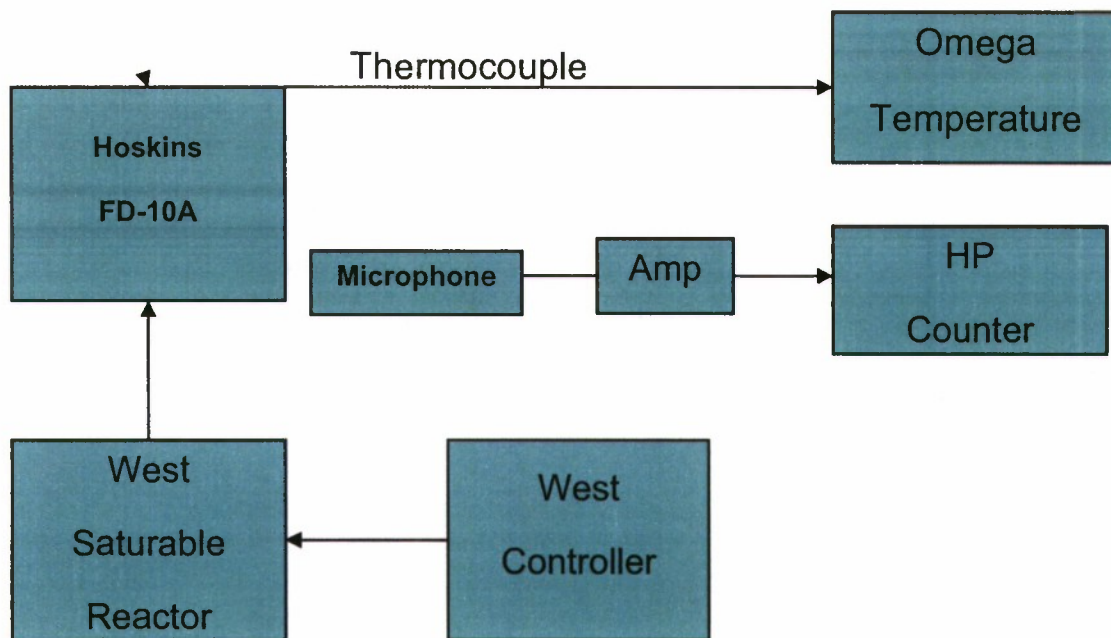 Thermocouple
Omega
Temperature
Hoskins
FD-10A
Microphone
Amp
HP
Counter
West
Saturable
Reactor
West
Controller